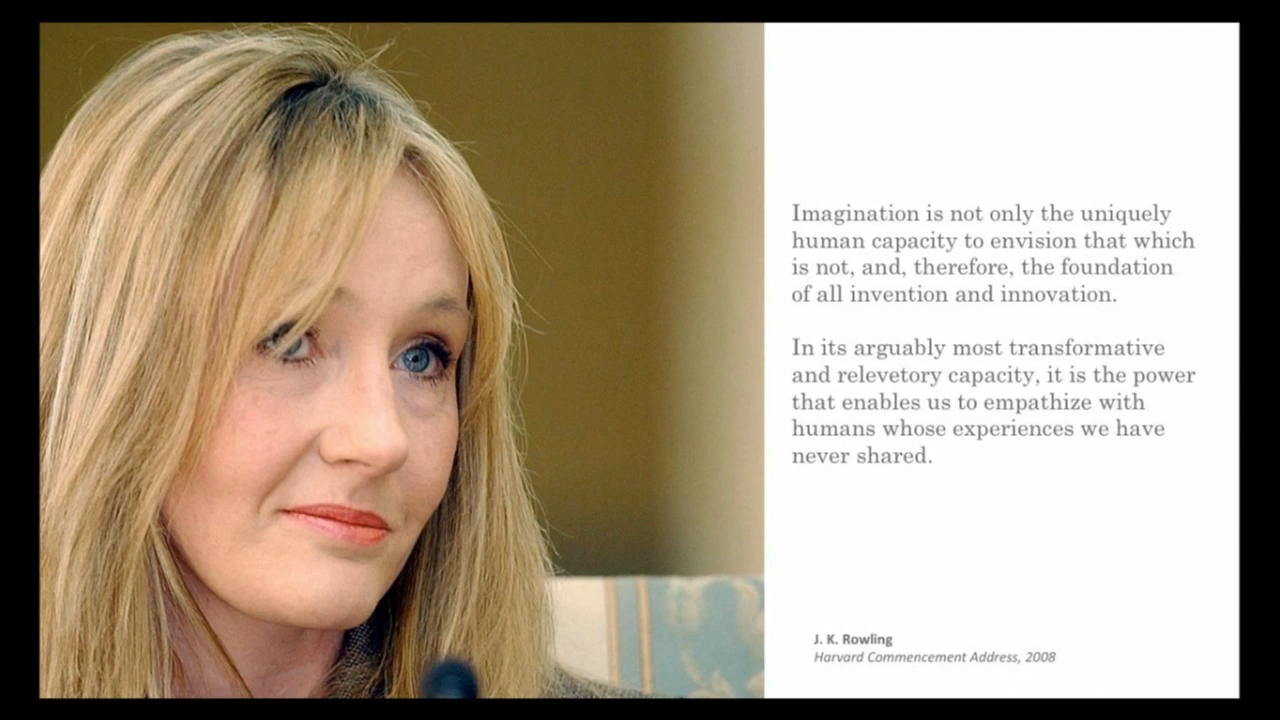 Imagination is not only the uniquely
human capacity to envision that which
is not, and, therefore, the foundation
of all invention and innovation.
In its arguably most transformative
and relevetory capacity, it is the power
that enables us to empathize with
humans whose experiences we have
never shared.
J. K. Rowling
Harvard Commencement Address, 2008